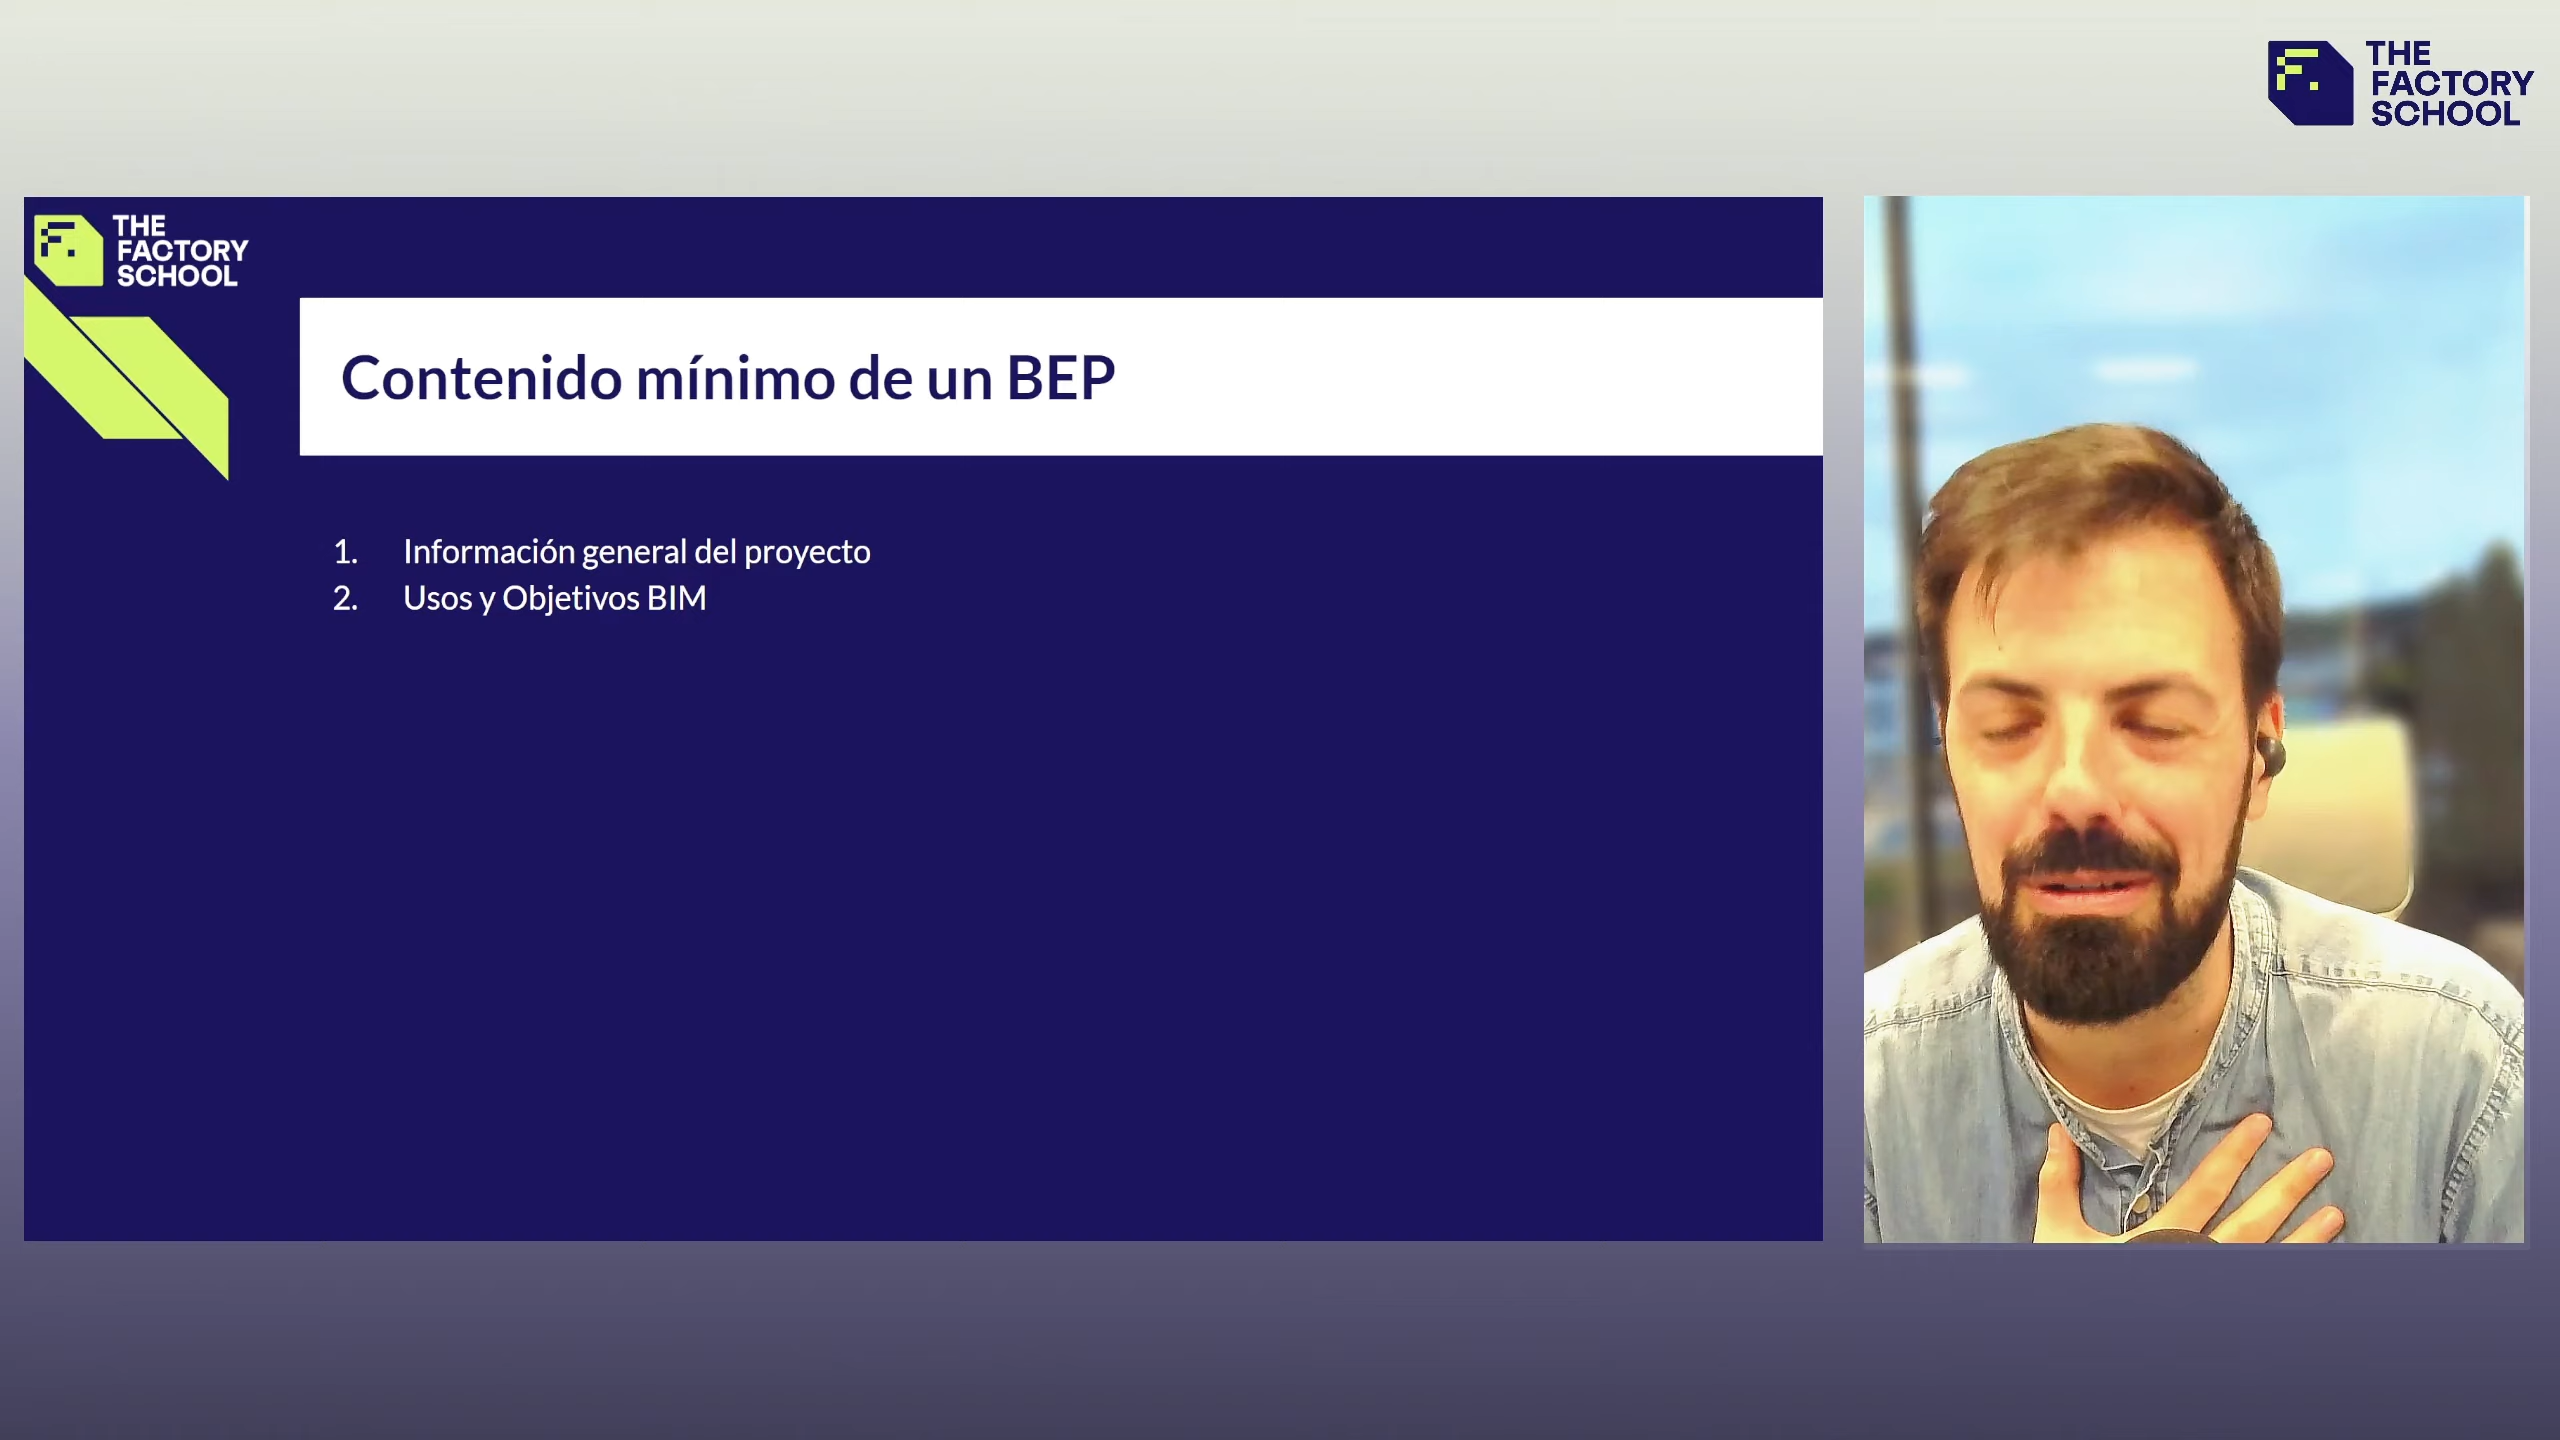 THE
FACTORY
SCHOOL
F.
THE
FACTORY
SCHOOL
F.
Contenido mínimo de un BEP
1. Información general del proyecto
2. Usos y Objetivos BIM